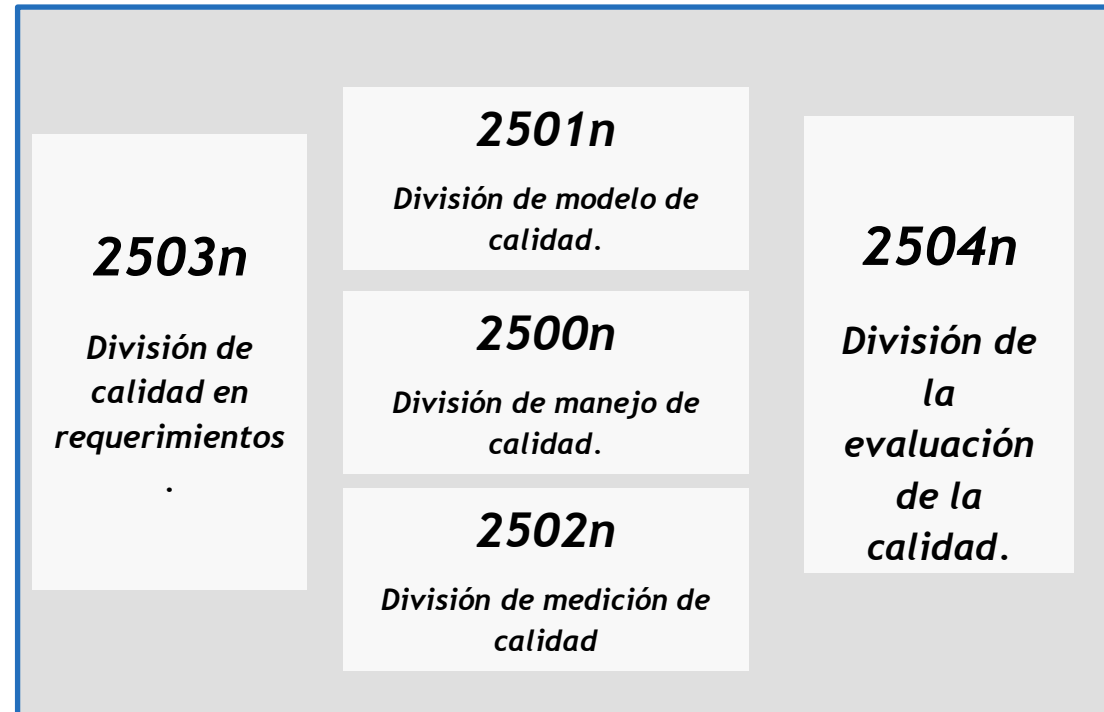 2503n
División de
calidad en
requerimientos
.
2501n
División de modelo de
calidad.
2500n
División de manejo de
calidad.
2502n
División de medición de
calidad
2504n
División de
la
evaluación
de la
calidad.